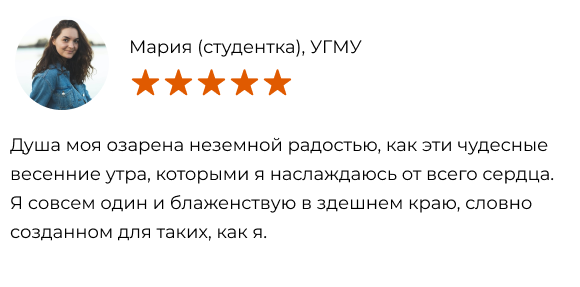 Мария (студентка), УГМУ
Душа моя озарена неземной радостью, как эти чудесные
весенние утра, которыми я наслаждаюсь от всего сердца.
Я совсем один и блаженствую в здешнем краю, словно
созданном для таких, как я.